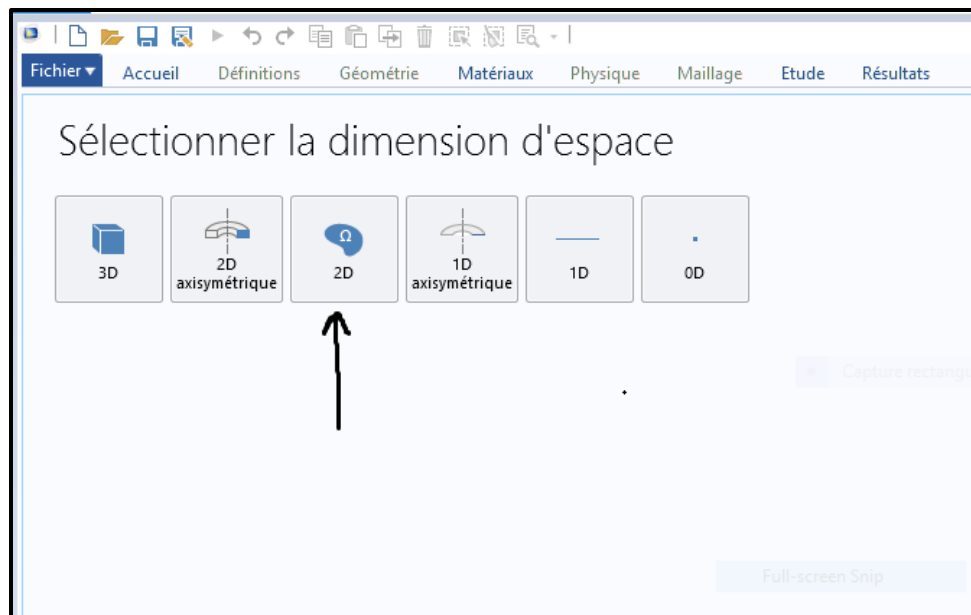 Fichier Accueil Définitions Géométrie Matériaux Physique Maillage Etude Résultats
Sélectionner la dimension d'espace
3D
2D
axisymétrique
Ω
2D
1D
axisymétrique
1D
0D
Capture rectangu
Full-screen Snip